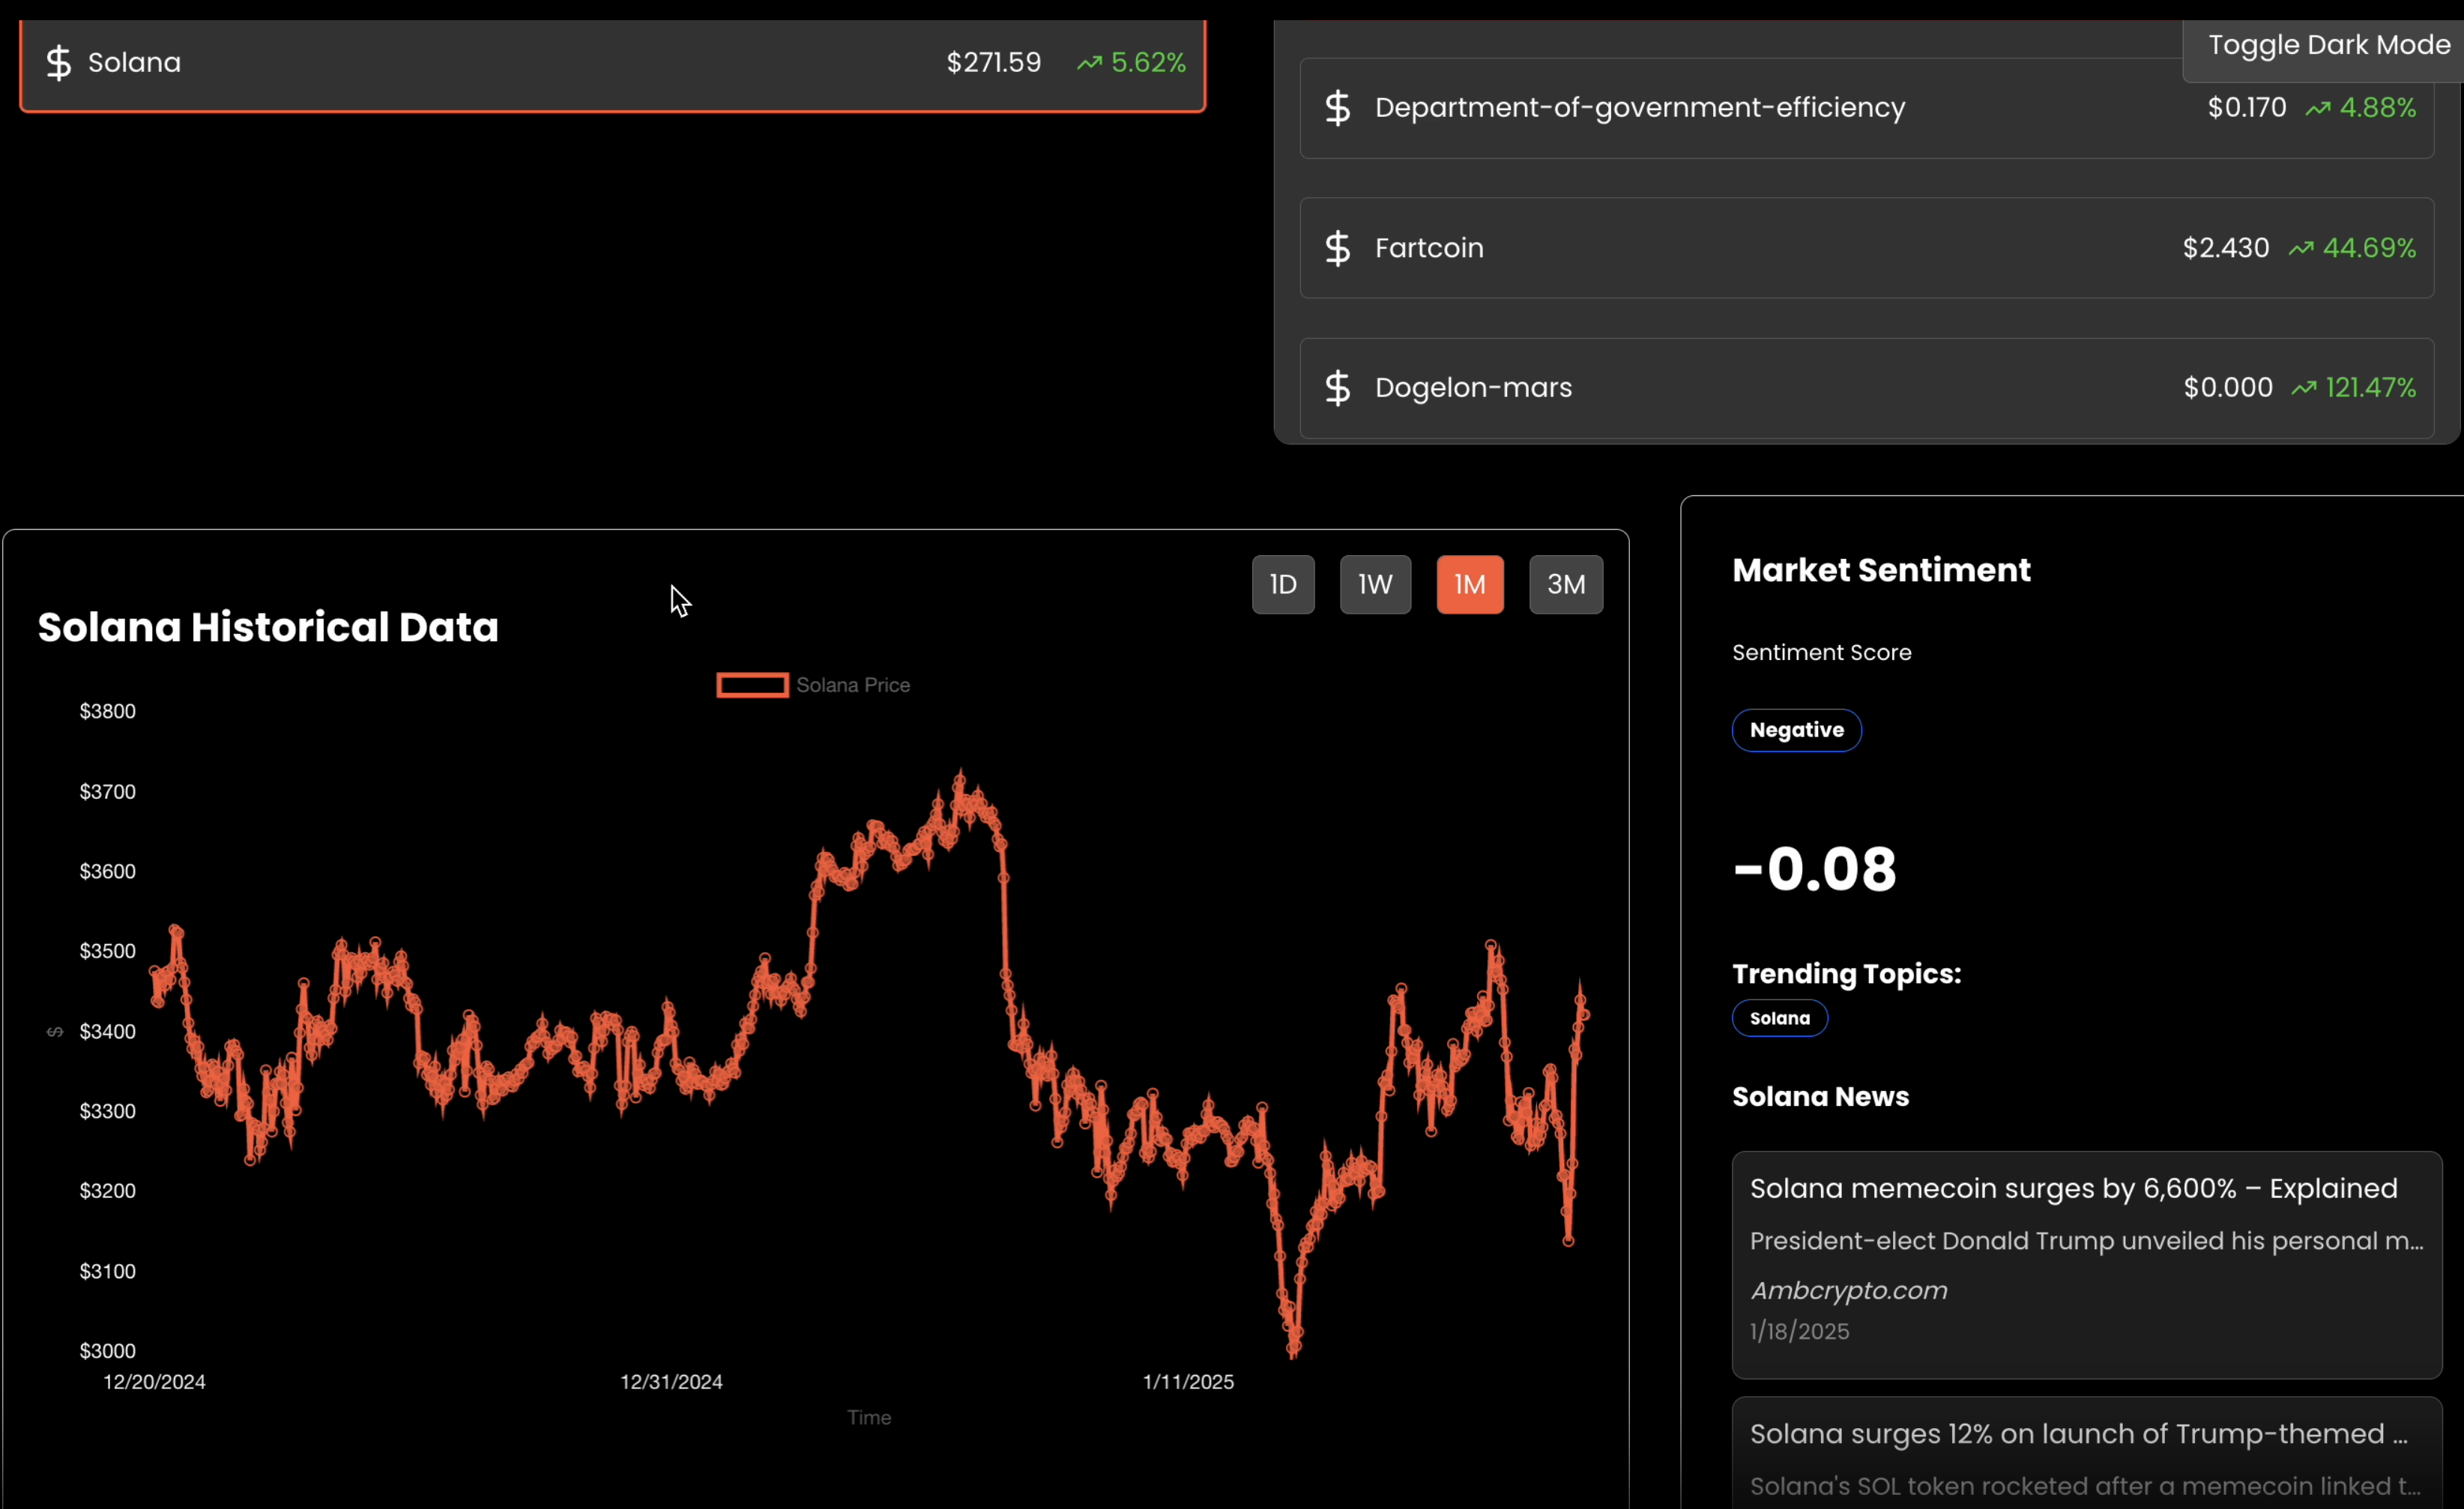 Solana $271.59 5.62%
Toggle Dark Mode
Department-of-government-efficiency $0.170 4.88%
Fartcoin $2.430 44.69%
Dogelon-mars $0.000 121.47%
1D 1W 1M 3M
Solana Historical Data
Solana Price
$3800
$3700
$3600
$3500
$3400
$3300
$3200
$3100
$3000
$
12/20/2024 12/31/2024 1/11/2025
Time
Market Sentiment
Sentiment Score
Negative
-0.08
Trending Topics:
Solana
Solana News
Solana memecoin surges by 6,600% – Explained
President-elect Donald Trump unveiled his personal m...
Ambcrypto.com
1/18/2025
Solana surges 12% on launch of Trump-themed ...
Solana's SOL token rocketed after a memecoin linked t...